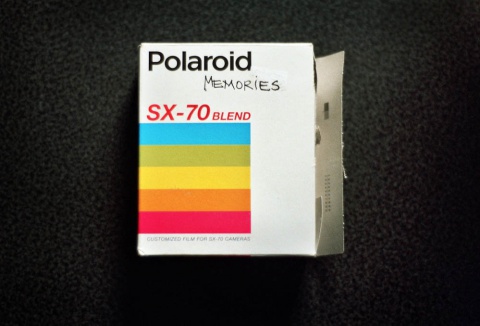 Polaroid
MEMORIES
SX-70 BLEND
CUSTOMIZED FILM FOR SX-70 CAMERAS